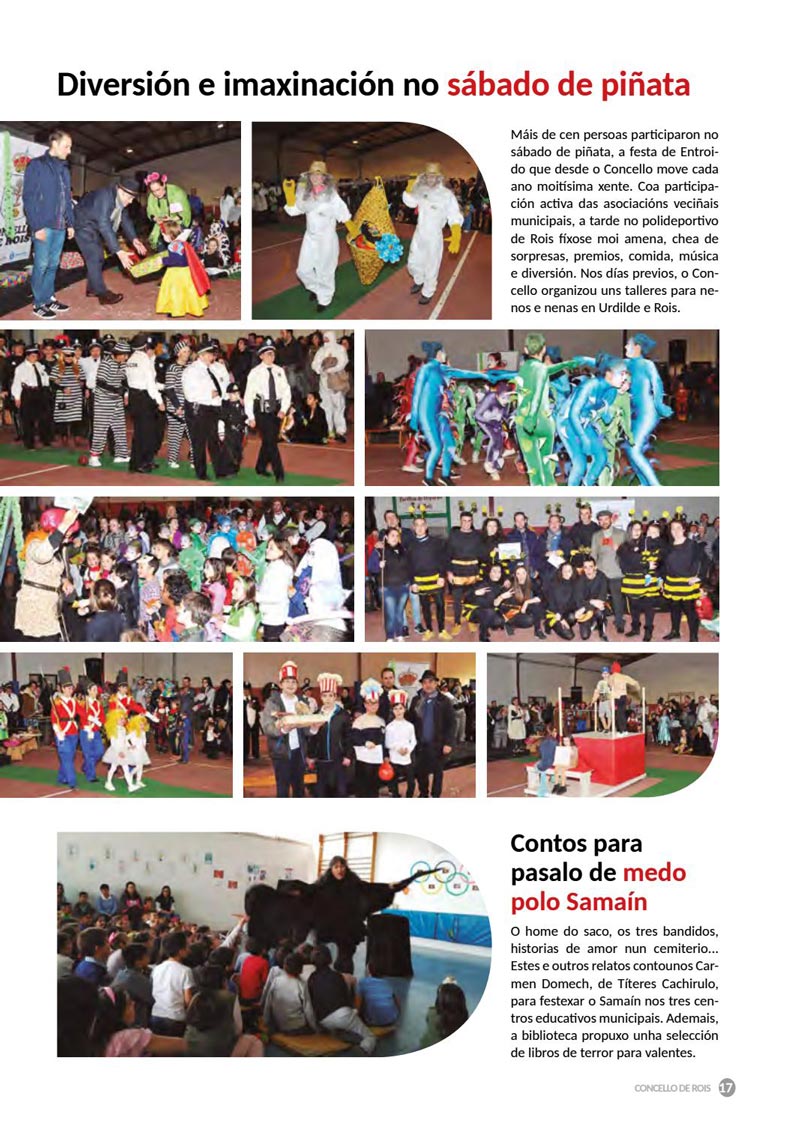 Diversión e imaxinación no sábado de piñata
Máis de cen persoas participaron no
sábado de piñata, a festa de Entroi-
do que desde o Concello move cada
ano moitísima xente. Coa participa-
ción activa das asociacións veciñais
municipais, a tarde no polideportivo
de Rois fíxose moi amena, chea de
sorpresas, premios, comida, música
e diversión. Nos días previos, o Con-
cello organizou uns talleres para ne-
nos e nenas en Urdilde e Rois.
DE ROIS
Contos para
pasalo de medo
polo Samaín
O home do saco, os tres bandidos,
historias de amor nun cemiterio...
Estes e outros relatos contounos Car-
men Domech, de Títeres Cachirulo,
para festexar o Samaín nos tres cen-
tros educativos municipais. Ademais,
a biblioteca propuxo unha selección
de libros de terror para valentes.
CONCELLO DE ROIS 17